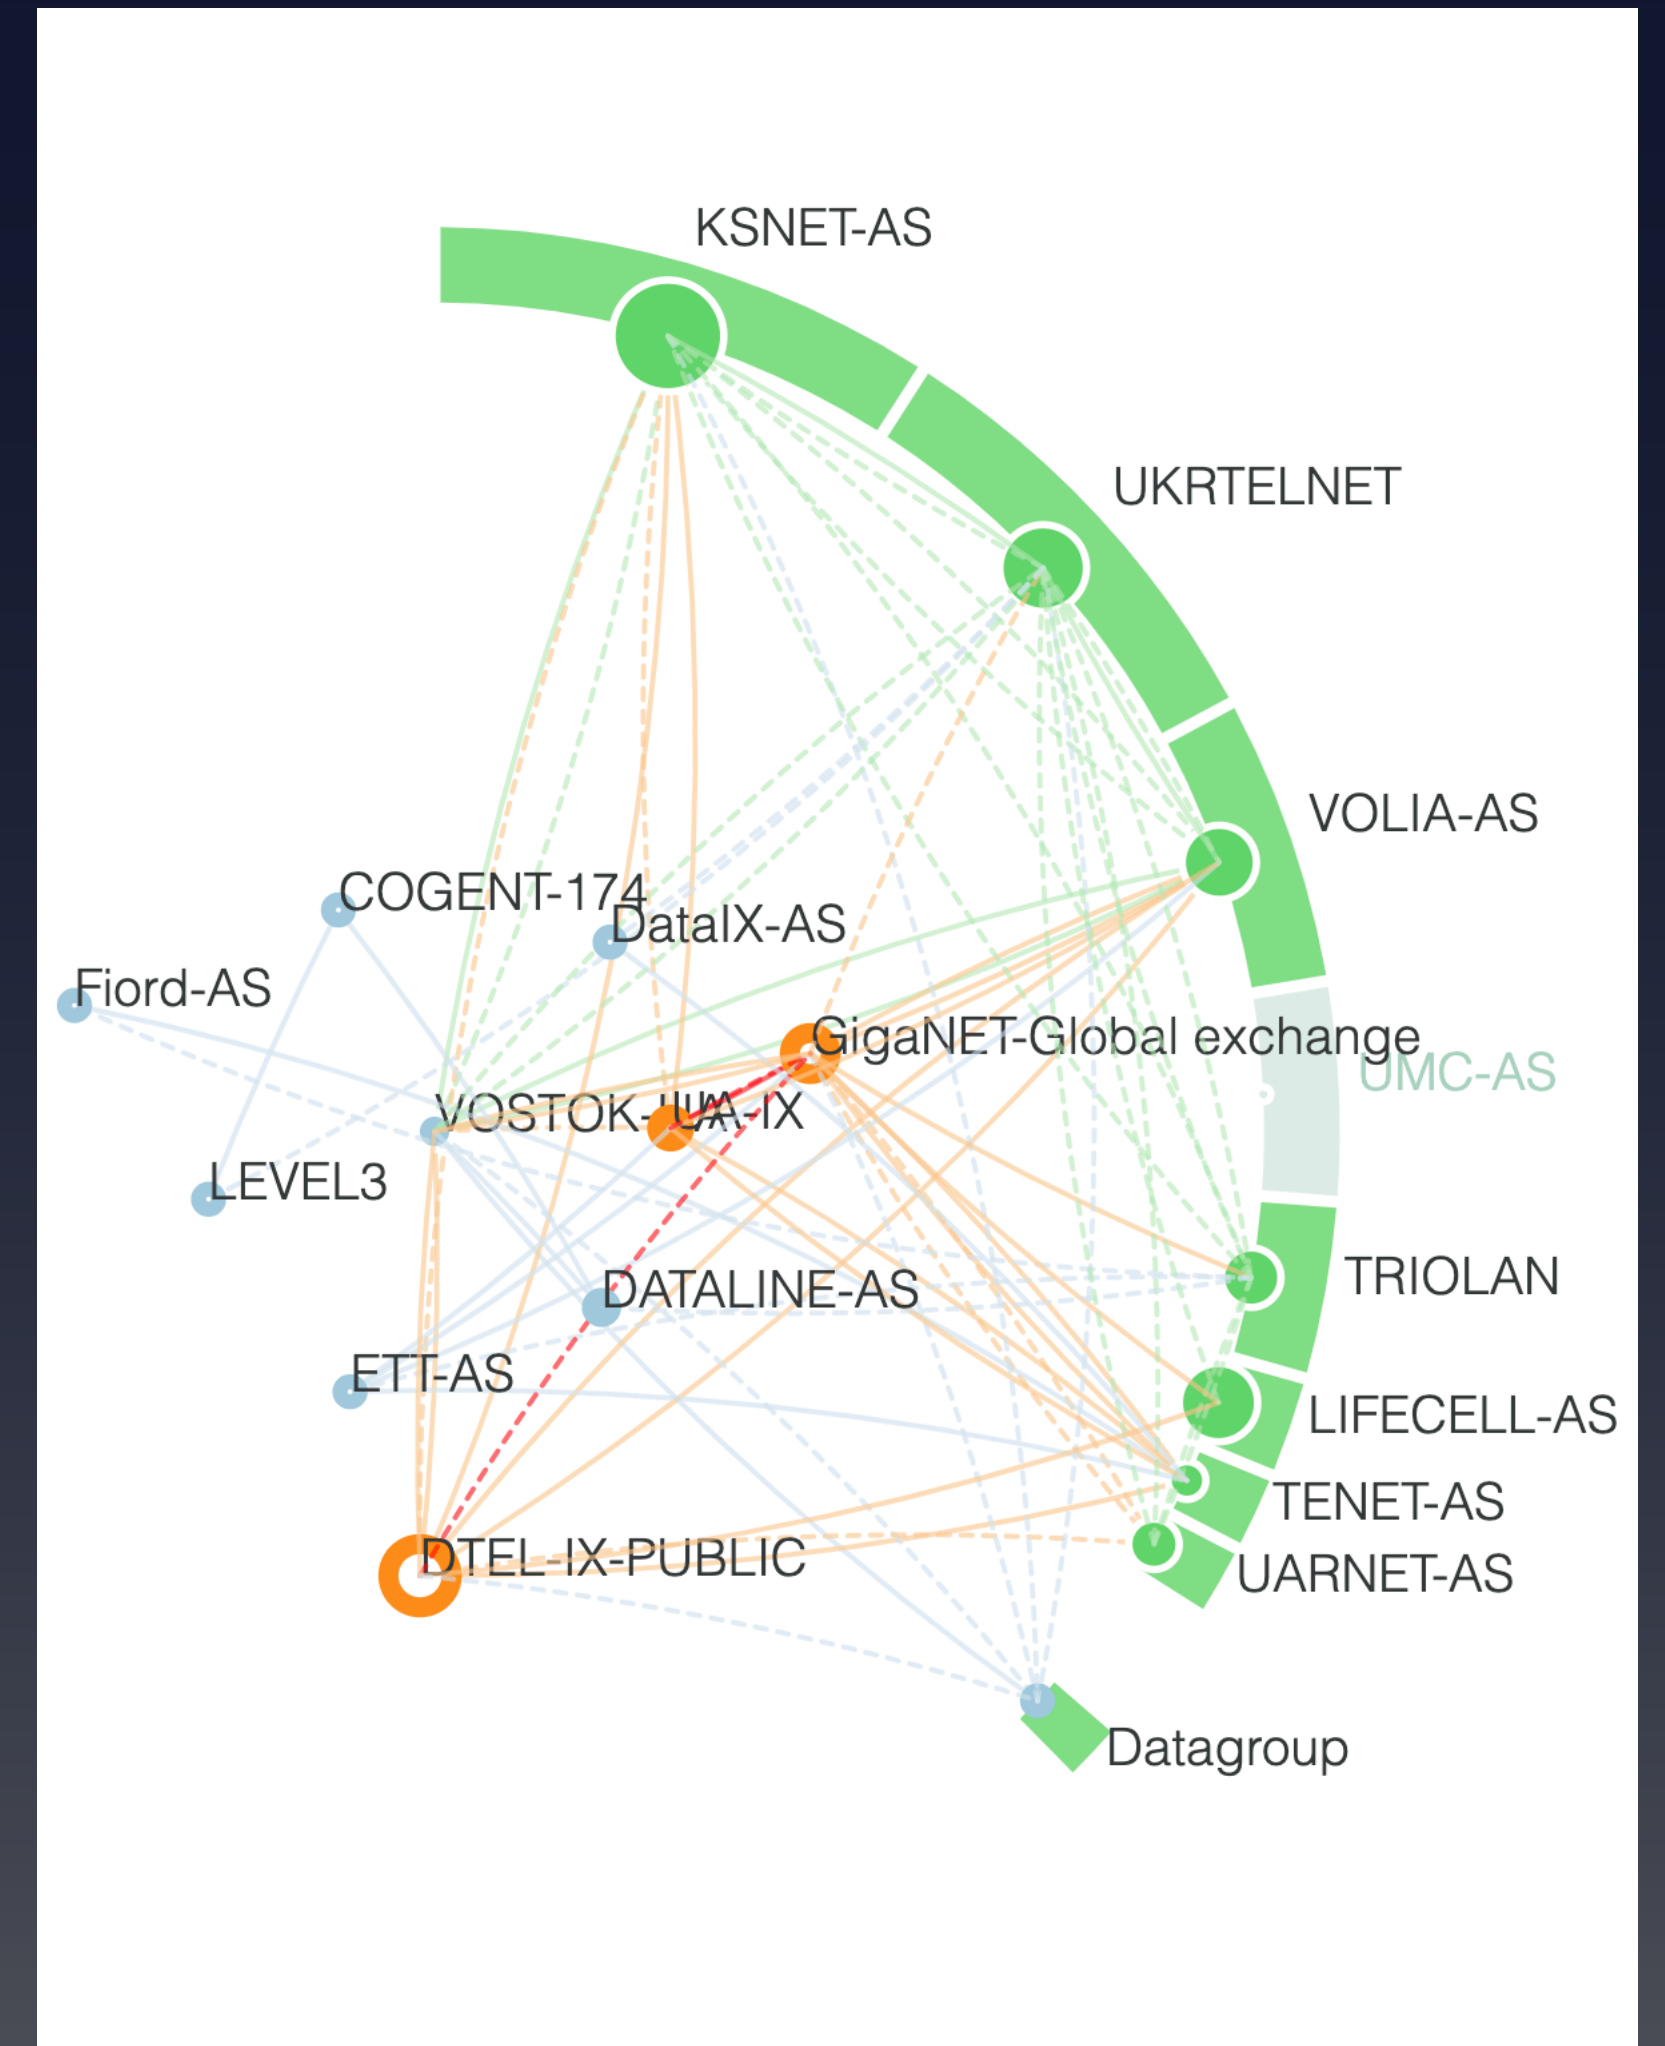 KSNET-AS
UKRTELNET
VOLIA-AS
COGENT-174
DataIX-AS
Fiord-AS
GigaNET-Global exchange
UMC-AS
VOSTOK-UA
UA-IX
LEVEL3
TRIOLAN
DATALINE-AS
ETT-AS
LIFECELL-AS
TENET-AS
DTEL-IX-PUBLIC
UARNET-AS
Datagroup